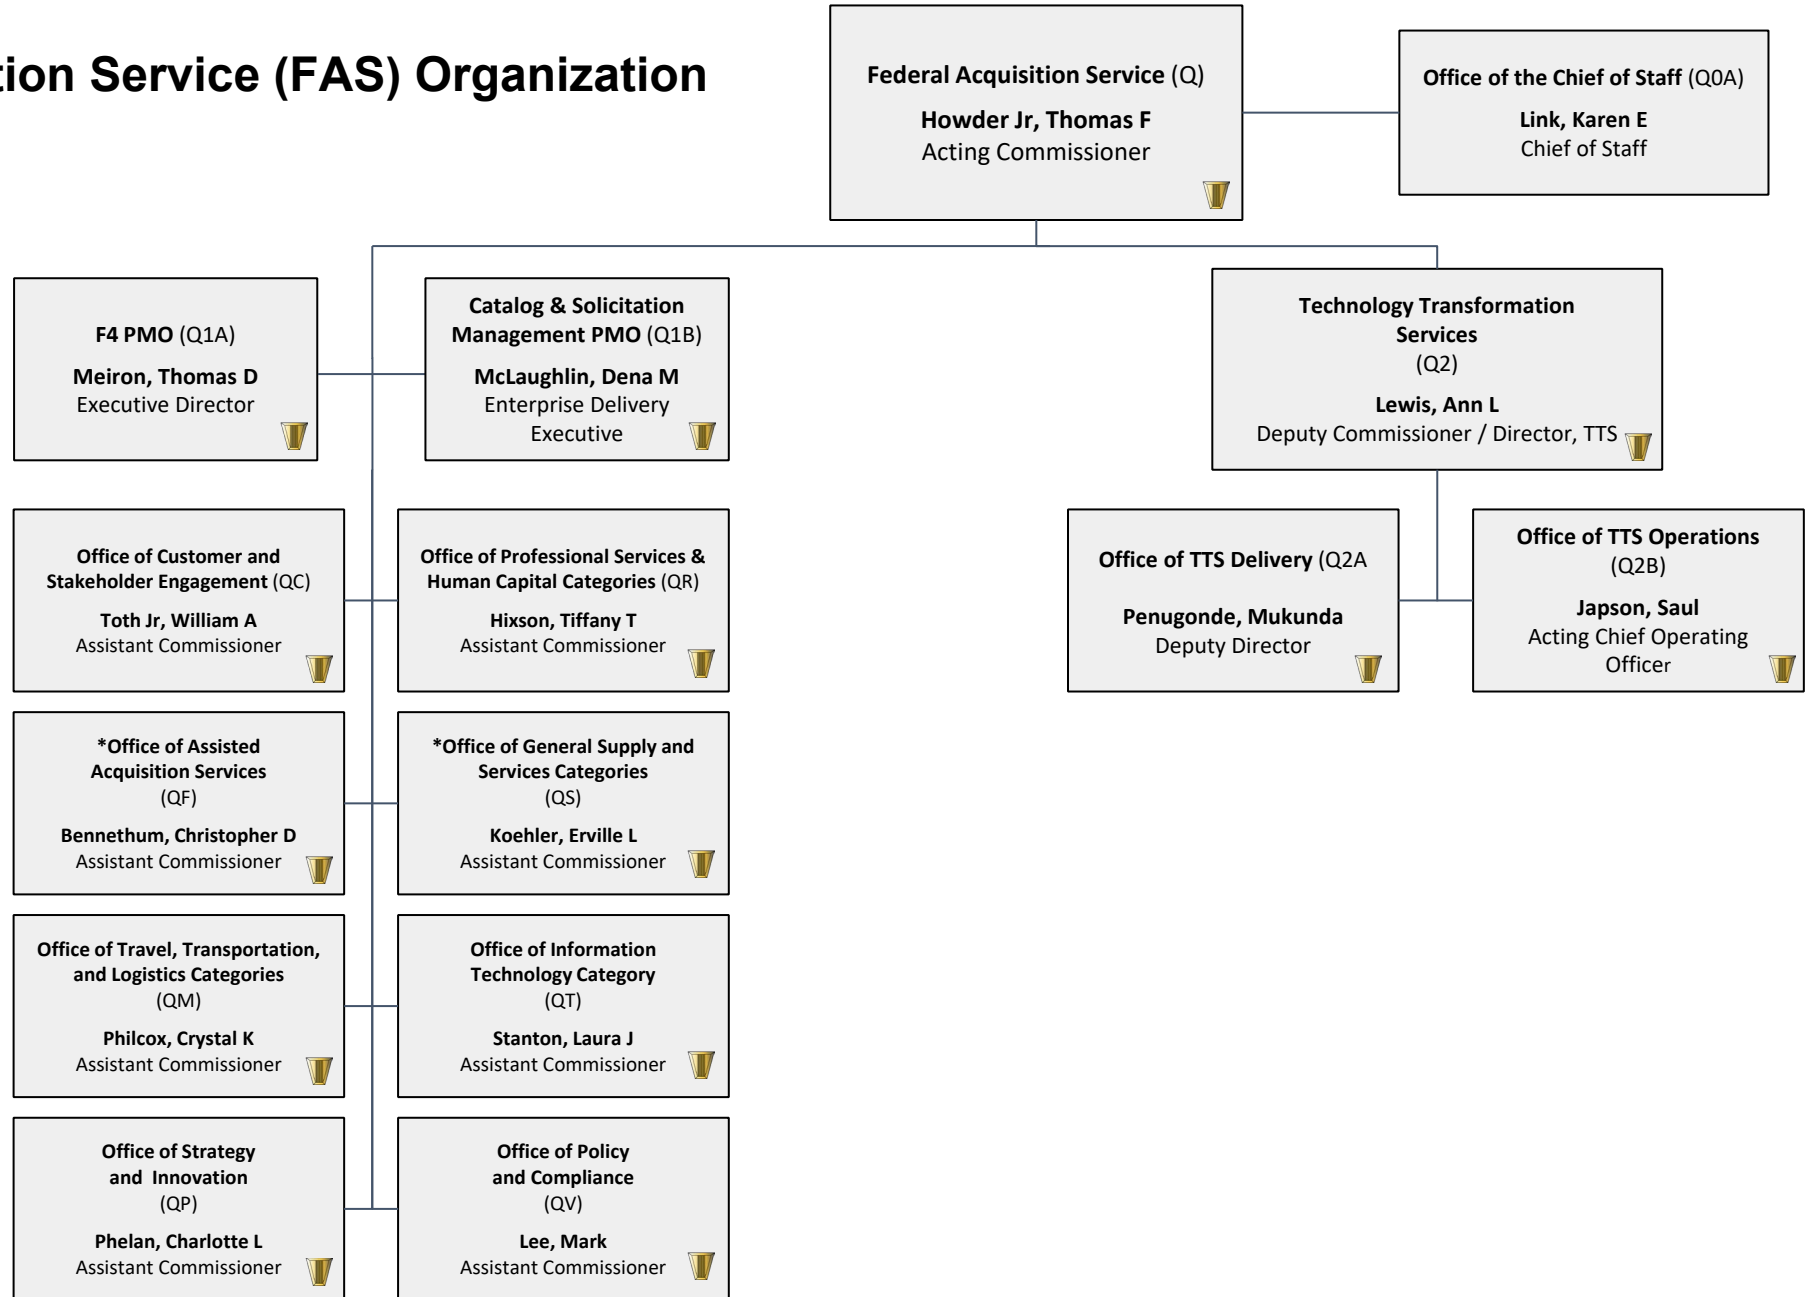 tion Service (FAS) Organization
Federal Acquisition Service (Q)
Howder Jr, Thomas F
Acting Commissioner
Office of the Chief of Staff (Q0A)
Link, Karen E
Chief of Staff
F4 PMO (Q1A)
Meiron, Thomas D
Executive Director
Catalog & Solicitation
Management PMO (Q1B)
McLaughlin, Dena M
Enterprise Delivery
Executive
Technology Transformation
Services
(Q2)
Lewis, Ann L
Deputy Commissioner / Director, TTS
Office of Customer and
Stakeholder Engagement (QC)
Toth Jr, William A
Assistant Commissioner
Office of Professional Services &
Human Capital Categories (QR)
Hixson, Tiffany T
Assistant Commissioner
Office of TTS Delivery (Q2A
Penugonde, Mukunda
Deputy Director
Office of TTS Operations
(Q2B)
Japson, Saul
Acting Chief Operating
Officer
*Office of Assisted
Acquisition Services
(QF)
Bennethum, Christopher D
Assistant Commissioner
*Office of General Supply and
Services Categories
(QS)
Koehler, Erville L
Assistant Commissioner
Office of Travel, Transportation,
and Logistics Categories
(QM)
Philcox, Crystal K
Assistant Commissioner
Office of Information
Technology Category
(QT)
Stanton, Laura J
Assistant Commissioner
Office of Strategy
and Innovation
(QP)
Phelan, Charlotte L
Assistant Commissioner
Office of Policy
and Compliance
(QV)
Lee, Mark
Assistant Commissioner